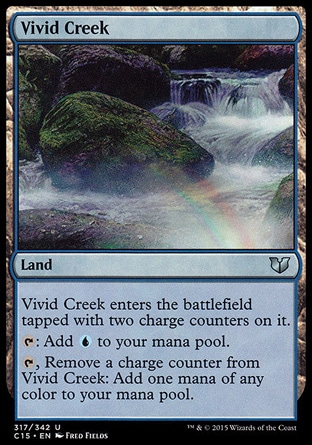 Vivid Creek
Land
Vivid Creek enters the battlefield
tapped with two charge counters on it.
: Add to your mana pool.
, Remove a charge counter from
Vivid Creek: Add one mana of any
color to your mana pool.
317/342 U
C15 • EN Fred Fields
™ & © 2015 Wizards of the Coast